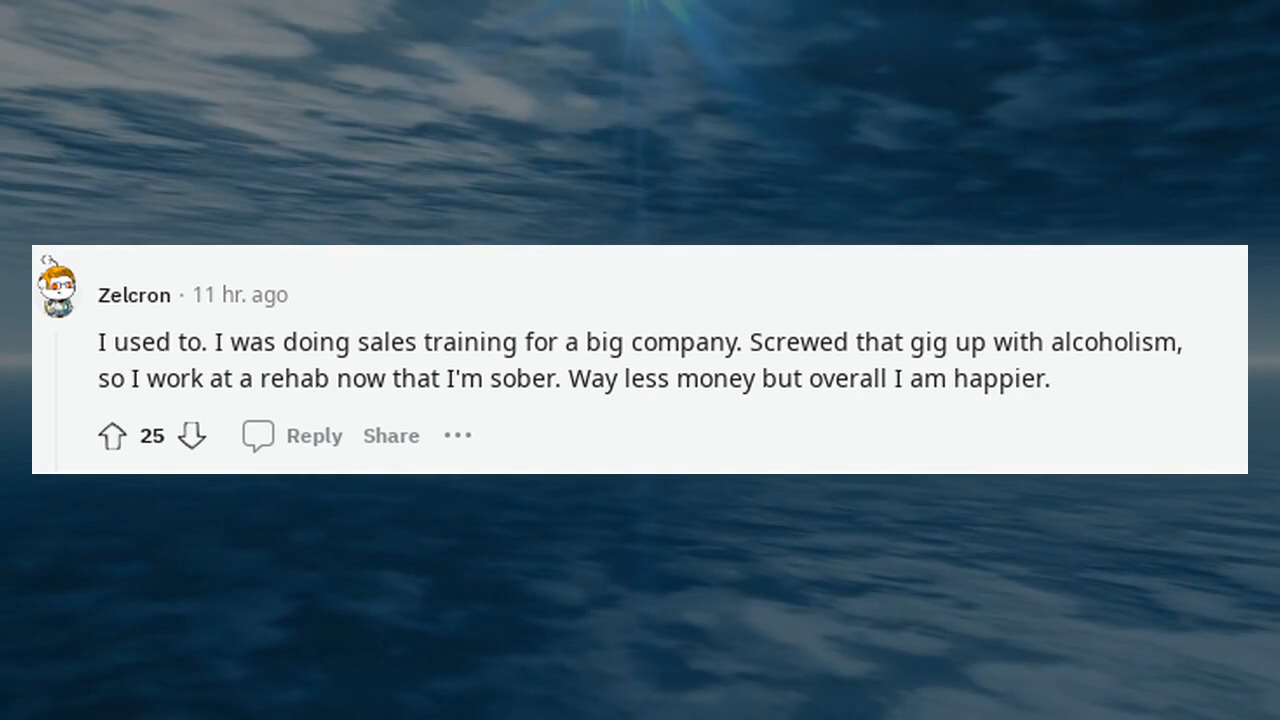 Zelcron · 11 hr. ago
I used to. I was doing sales training for a big company. Screwed that gig up with alcoholism,
so I work at a rehab now that I'm sober. Way less money but overall I am happier.
25 Reply Share ···